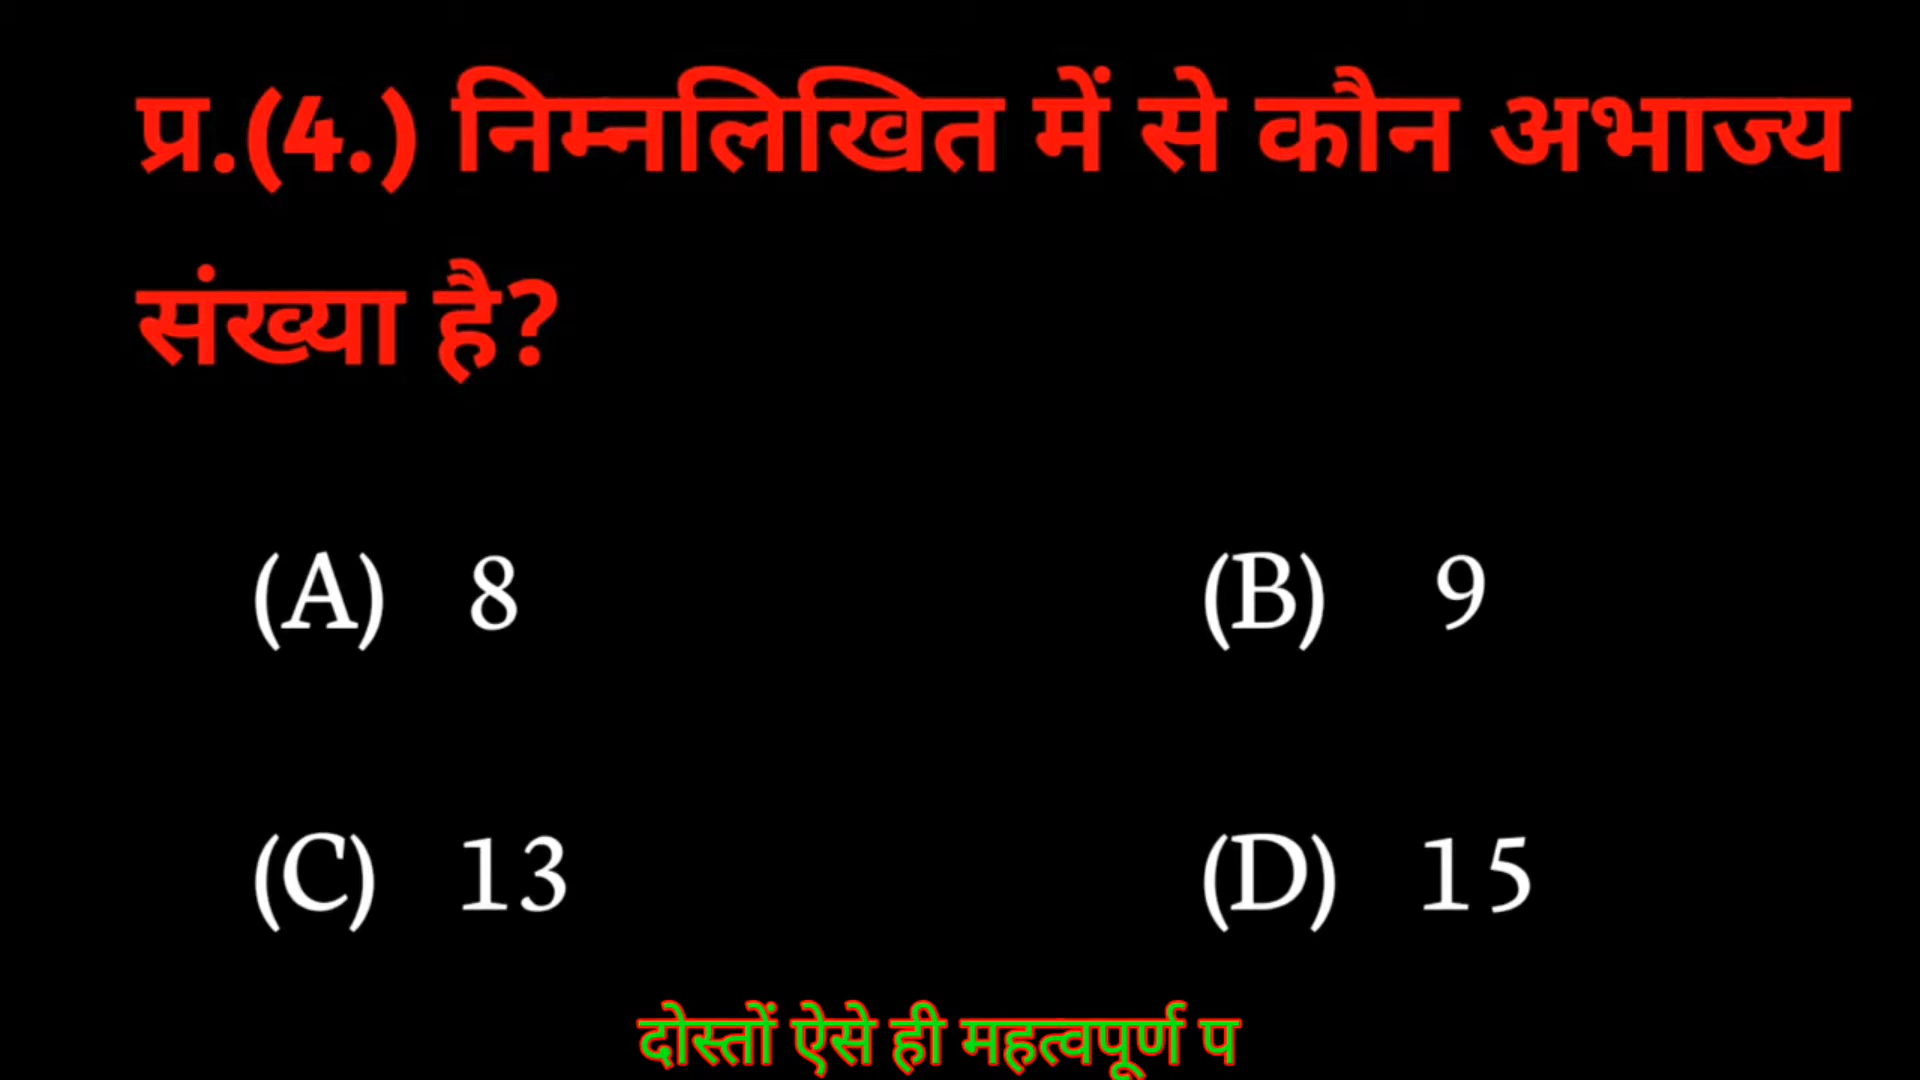 प्र.(4.) निम्नलिखित में से कौन अभाज्य
संख्या है?
(A) 8 (B) 9
(C) 13 (D) 15
दोस्तों ऐसे ही महत्वपूर्ण प